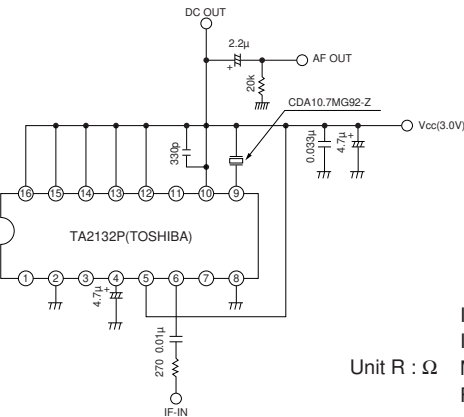 DC OUT
2.2μ
+
AF OUT
20k
CDA10.7MG92-Z
Vcc(3.0V)
330p
0.033μ
4.7μ
+
16 15 14 13 12 11 10 9
TA2132P(TOSHIBA)
1 2 3 4 5 6 7 8
4.7μ
+
0.01μ
270
Unit R : Ω
IF-IN